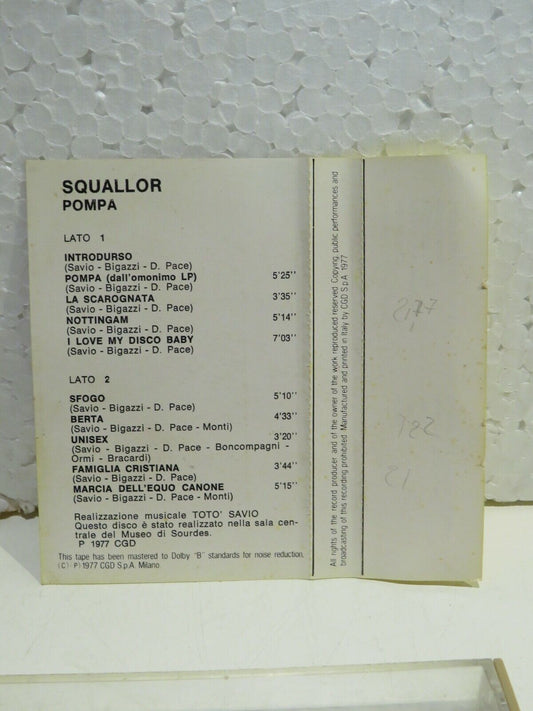 SQUALLOR
POMPA
LATO 1
INTRODURSO
(Savio - Bigazzi - D. Pace)
POMPA (dall'omonimo LP) 5'25''
(Savio - Bigazzi - D. Pace)
LA SCAROGNATA 3'35''
(Savio - Bigazzi - D. Pace)
NOTTINGAM 5'14''
(Savio - Bigazzi - D. Pace)
I LOVE MY DISCO BABY 7'03''
(Savio - Bigazzi - D. Pace)
LATO 2
SFOGO 5'10''
(Savio - Bigazzi - D. Pace)
BERTA 4'33''
(Savio - Bigazzi - D. Pace - Monti)
UNISEX 3'20''
(Savio - Bigazzi - D. Pace - Boncompagni -
Ormi - Bracardi)
FAMIGLIA CRISTIANA 3'44''
(Savio - Bigazzi - D. Pace)
MARCIA DELL'EQUO CANONE 5'15''
(Savio - Bigazzi - D. Pace - Monti)
Realizzazione musicale TOTO' SAVIO
Questo disco è stato realizzato nella sala cen-
trale del Museo di Sourdes.
P 1977 CGD
This tape has been mastered to Dolby "B" standards for noise reduction.
(C) (P) 1977 CGD S.p.A. Milano.
All rights of the record producer and of the owner of the work reproduced reserved. Copying, public performances and
broadcasting of this recording prohibited. Manufactured and printed in Italy by CGD S.p.A. 1977